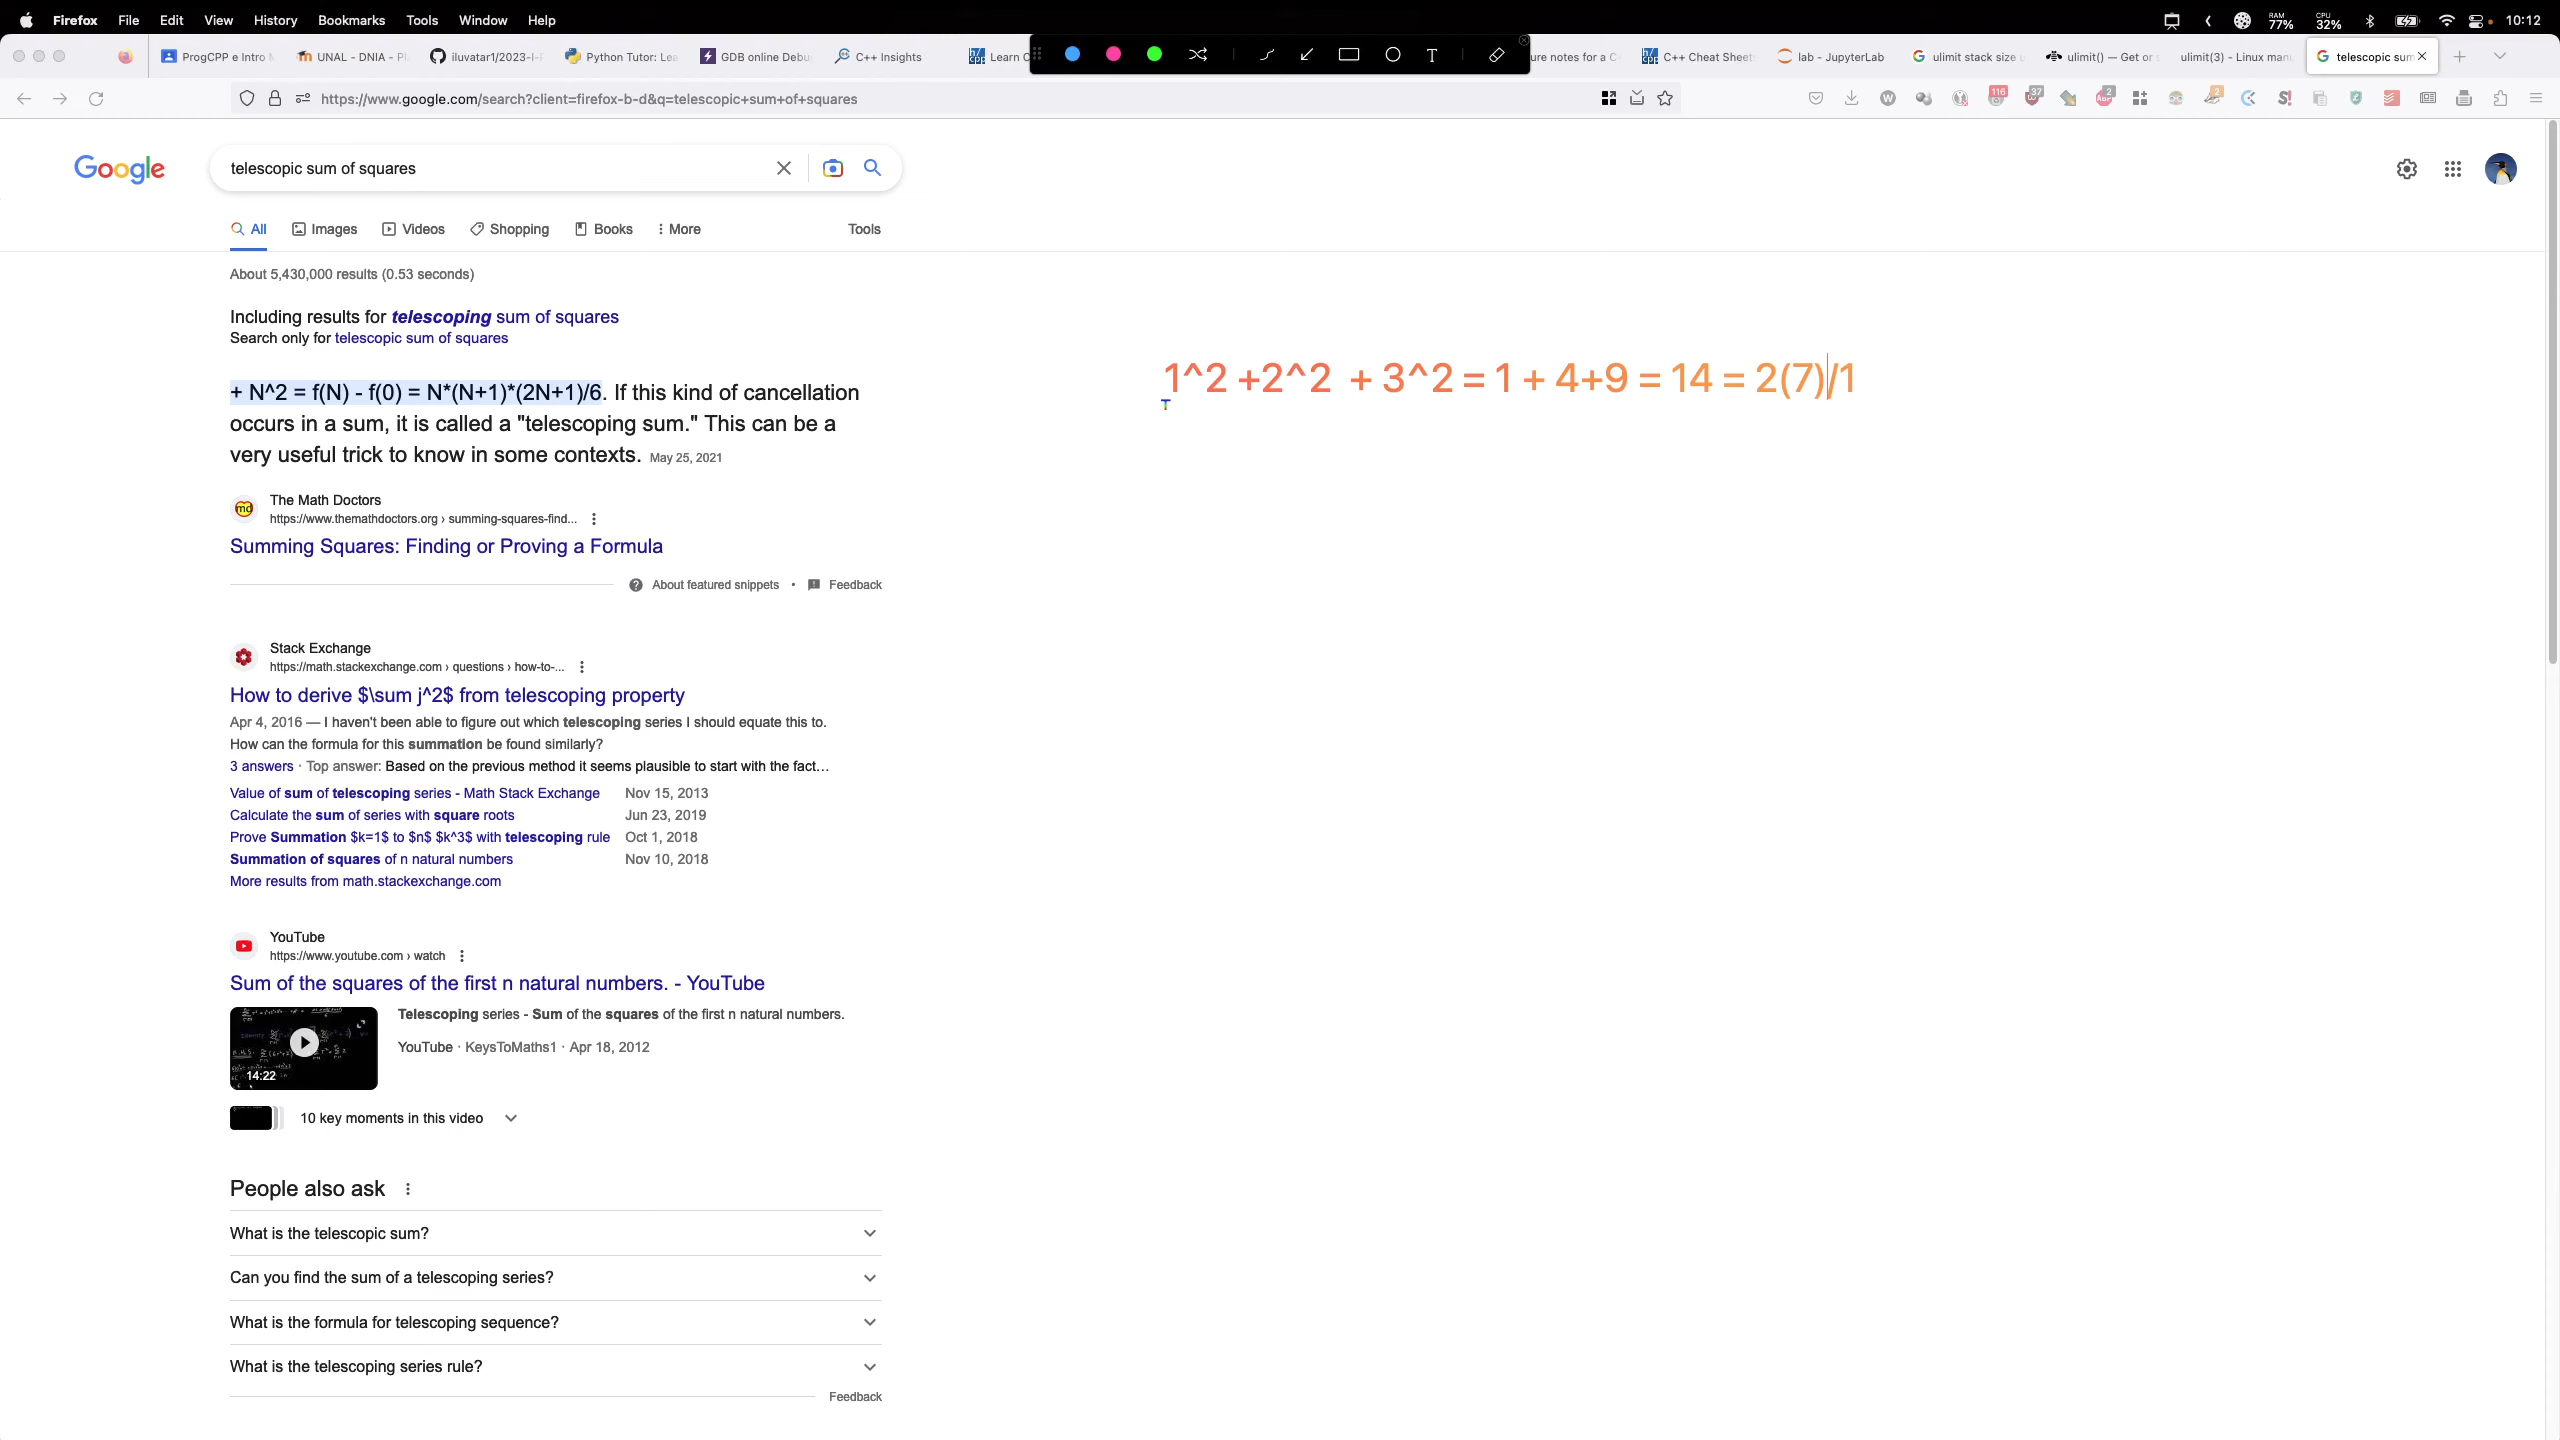 Firefox File Edit View History Bookmarks Tools Window Help RAM 77% CPU 32% 10:12
ProgCPP e Intro UNAL - DNIA - iluvatar1/2023-I- Python Tutor: Lea GDB online Debu C++ Insights Learn C ure notes for a C C++ Cheat Sheet lab - JupyterLab ulimit stack size ulimit() — Get or ulimit(3) - Linux man telescopic sum
https://www.google.com/search?client=firefox-b-d&q=telescopic+sum+of+squares 116 37 2 2
Google telescopic sum of squares
All Images Videos Shopping Books More Tools
About 5,430,000 results (0.53 seconds)
Including results for telescoping sum of squares
Search only for telescopic sum of squares
1^2 +2^2 + 3^2 = 1 + 4+9 = 14 = 2(7)/1
+ N^2 = f(N) - f(0) = N*(N+1)*(2N+1)/6. If this kind of cancellation
occurs in a sum, it is called a "telescoping sum." This can be a
very useful trick to know in some contexts. May 25, 2021
md The Math Doctors
https://www.themathdoctors.org › summing-squares-find...
Summing Squares: Finding or Proving a Formula
About featured snippets • Feedback
Stack Exchange
https://math.stackexchange.com › questions › how-to-...
How to derive $\sum j^2$ from telescoping property
Apr 4, 2016 — I haven't been able to figure out which telescoping series I should equate this to.
How can the formula for this summation be found similarly?
3 answers · Top answer: Based on the previous method it seems plausible to start with the fact...
Value of sum of telescoping series - Math Stack Exchange Nov 15, 2013
Calculate the sum of series with square roots Jun 23, 2019
Prove Summation $k=1$ to $n$ $k^3$ with telescoping rule Oct 1, 2018
Summation of squares of n natural numbers Nov 10, 2018
More results from math.stackexchange.com
YouTube
https://www.youtube.com › watch
Sum of the squares of the first n natural numbers. - YouTube
Telescoping series - Sum of the squares of the first n natural numbers.
YouTube · KeysToMaths1 · Apr 18, 2012
14:22
10 key moments in this video
People also ask
What is the telescopic sum?
Can you find the sum of a telescoping series?
What is the formula for telescoping sequence?
What is the telescoping series rule?
Feedback